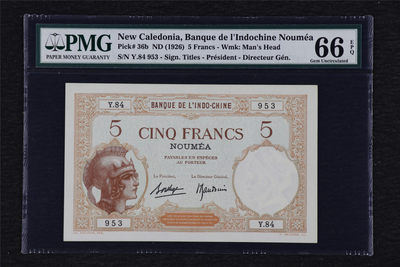 PMG
PAPER MONEY GUARANTY
New Caledonia, Banque de l'Indochine Nouméa
Pick# 36b ND (1926) 5 Francs - Wmk: Man's Head
S/N Y.84 953 - Sign. Titles - Président - Directeur Gén.
66 EPQ
Gem Uncirculated
Y.84 BANQUE DE L'INDO-CHINE 953
5 CINQ FRANCS 5
NOUMÉA
PAYABLES EN ESPÈCES
AU PORTEUR
Le Président, Le Directeur Général,
953 Y.84